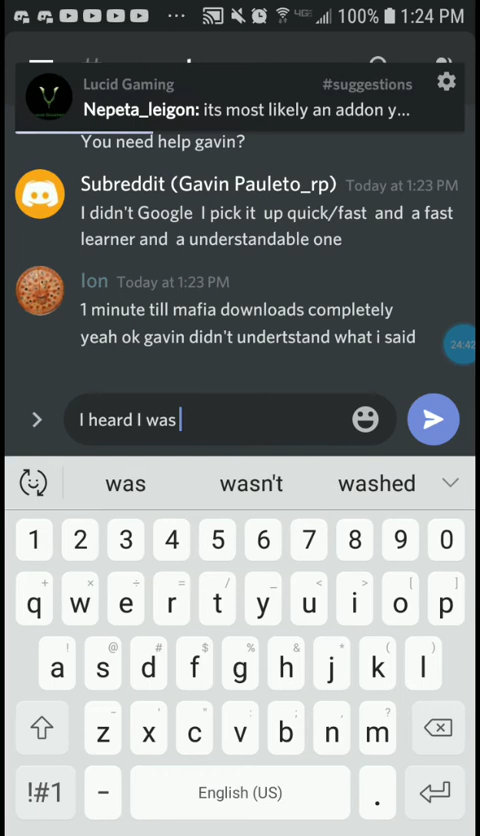 4GE 100% 1:24 PM
Lucid Gaming #suggestions
Nepeta_leigon: its most likely an addon y...
You need help gavin?
Subreddit (Gavin Pauleto_rp) Today at 1:23 PM
I didn't Google I pick it up quick/fast and a fast
learner and a understandable one
Ion Today at 1:23 PM
1 minute till mafia downloads completely
yeah ok gavin didn't undertstand what i said
24:42
I heard I was
was wasn't washed
1 2 3 4 5 6 7 8 9 0
+ × ÷ = / _ < > [ ]
q w e r t y u i o p
! @ # $ % ^ & * ( )
a s d f g h j k l
- ' " : ; , ?
z x c v b n m
!#1 - English (US) .